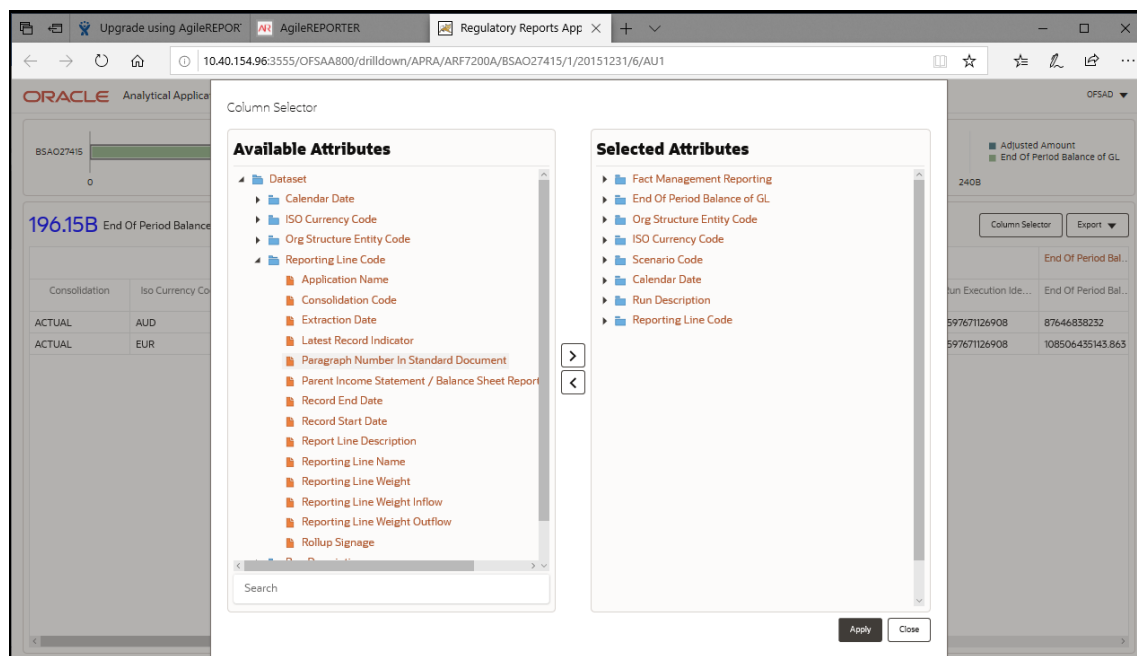 Upgrade using AgileREPOR
AR AgileREPORTER
Regulatory Reports App
10.40.154.96:3555/OFSAA800/drilldown/APRA/ARF7200A/BSAO27415/1/20151231/6/AU1
ORACLE Analytical Applica
OFSAD
Column Selector
BSAO27415
0
240B
Adjusted Amount
End Of Period Balance of GL
196.15B End Of Period Balance
Column Selector
Export
End Of Period Bal..
Consolidation
Iso Currency Co
un Execution Ide...
End Of Period Bal..
ACTUAL AUD 597671126908 87646838232
ACTUAL EUR 597671126908 108506435143.863
Available Attributes
Dataset
Calendar Date
ISO Currency Code
Org Structure Entity Code
Reporting Line Code
Application Name
Consolidation Code
Extraction Date
Latest Record Indicator
Paragraph Number In Standard Document
Parent Income Statement / Balance Sheet Report
Record End Date
Record Start Date
Report Line Description
Reporting Line Name
Reporting Line Weight
Reporting Line Weight Inflow
Reporting Line Weight Outflow
Rollup Signage
Search
Selected Attributes
Fact Management Reporting
End Of Period Balance of GL
Org Structure Entity Code
ISO Currency Code
Scenario Code
Calendar Date
Run Description
Reporting Line Code
Apply
Close